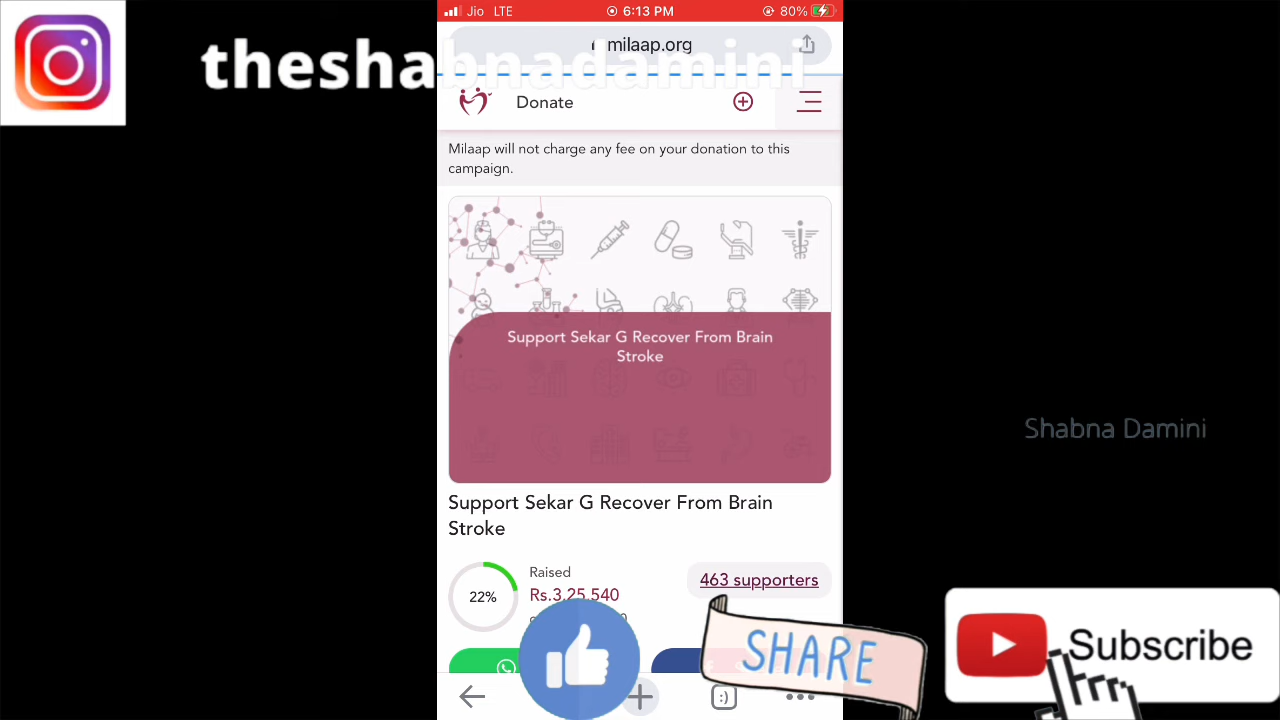 Jio LTE 6:13 PM 80%
milaap.org
theshabnadamini
Donate
Milaap will not charge any fee on your donation to this
campaign.
Support Sekar G Recover From Brain
Stroke
Support Sekar G Recover From Brain
Stroke
22%
Raised
Rs.3,25,540
463 supporters
Shabna Damini
SHARE
Subscribe
:)